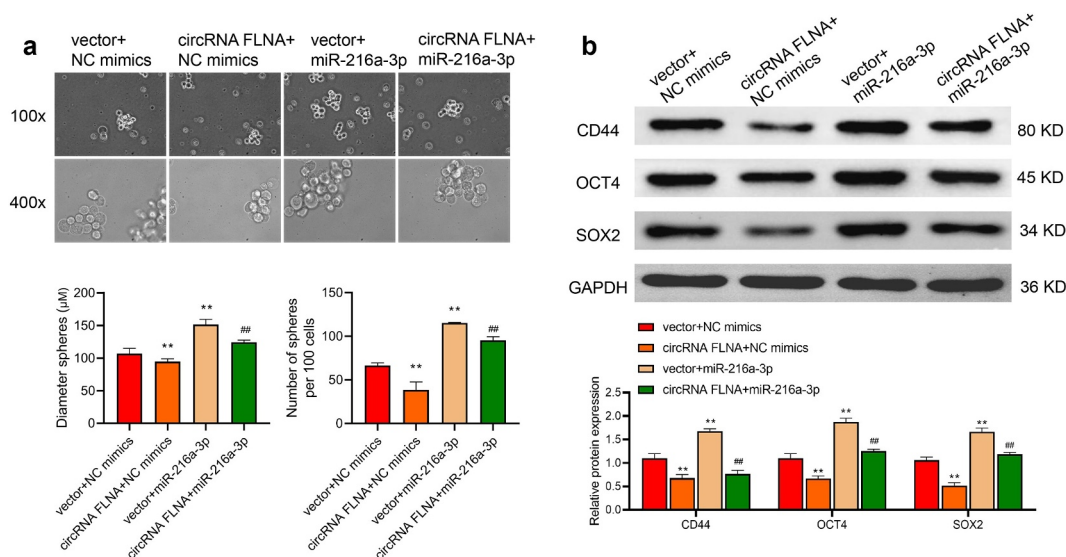 a
vector+
NC mimics
circRNA FLNA+
NC mimics
vector+
miR-216a-3p
circRNA FLNA+
miR-216a-3p
100x
400x
Diameter spheres (μM)
200
150
100
50
0
**
**
##
vector+NC mimics
circRNA FLNA+NC mimics
vector+miR-216a-3p
circRNA FLNA+miR-216a-3p
Number of spheres
per 100 cells
150
100
50
0
**
**
##
vector+NC mimics
circRNA FLNA+NC mimics
vector+miR-216a-3p
circRNA FLNA+miR-216a-3p
b
vector+
NC mimics
circRNA FLNA+
NC mimics
vector+
miR-216a-3p
circRNA FLNA+
miR-216a-3p
CD44
80 KD
OCT4
45 KD
SOX2
34 KD
GAPDH
36 KD
vector+NC mimics
circRNA FLNA+NC mimics
vector+miR-216a-3p
circRNA FLNA+miR-216a-3p
Relative protein expression
2.5
2.0
1.5
1.0
0.5
0.0
**
**
##
**
**
##
**
**
##
CD44
OCT4
SOX2